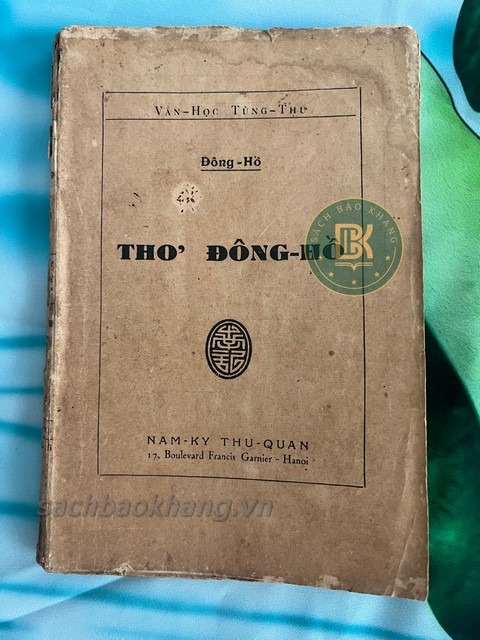 VĂN-HỌC TÙNG-THƯ
Đông-Hồ
THƠ ĐÔNG-HỒ
SÁCH BẢO KHANG
BK
NAM-KY THU-QUAN
17, Boulevard Francis Garnier - Hanoi
sachbaokhang.vn